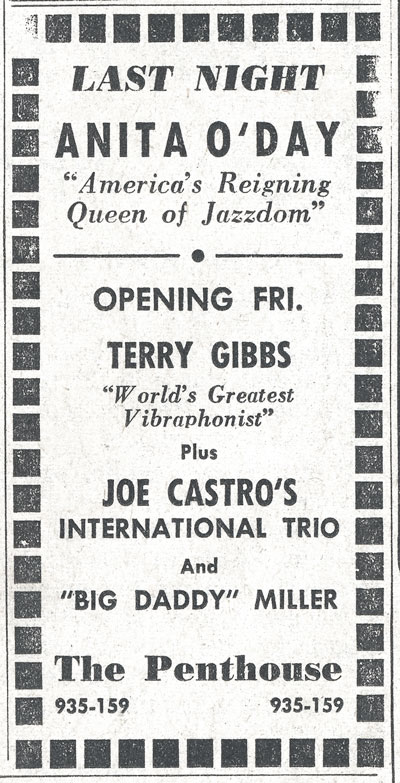 LAST NIGHT
ANITA O'DAY
"America's Reigning
Queen of Jazzdom"
OPENING FRI.
TERRY GIBBS
"World's Greatest
Vibraphonist"
Plus
JOE CASTRO'S
INTERNATIONAL TRIO
And
"BIG DADDY" MILLER
The Penthouse
935-159 935-159